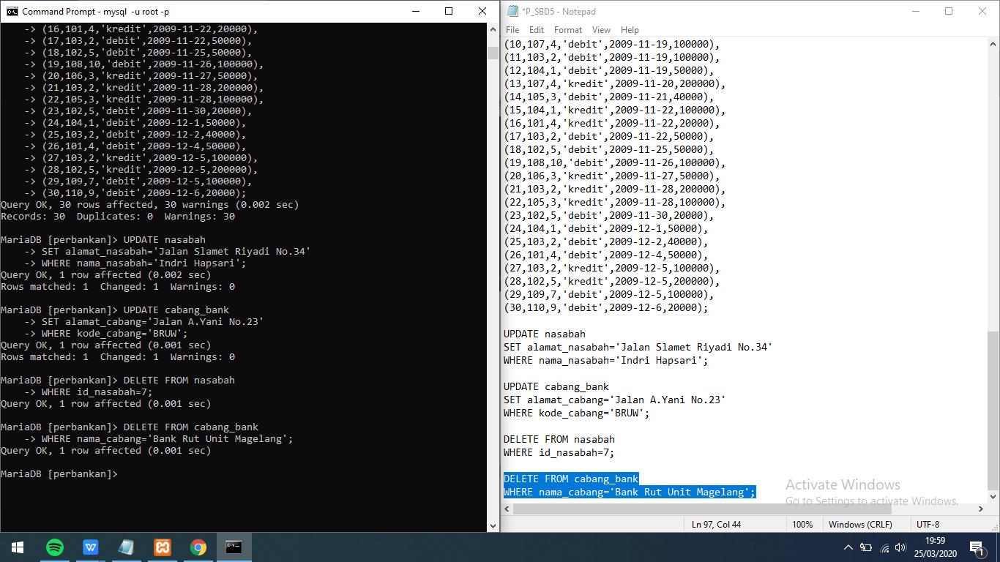 Command Prompt - mysql -u root -p
-> (16,101,4,'kredit',2009-11-22,20000),
-> (17,103,2,'debit',2009-11-22,50000),
-> (18,102,5,'debit',2009-11-25,50000),
-> (19,108,10,'debit',2009-11-26,100000),
-> (20,106,3,'kredit',2009-11-27,50000),
-> (21,103,2,'debit',2009-11-28,200000),
-> (22,105,3,'kredit',2009-11-28,100000),
-> (23,102,5,'debit',2009-11-30,20000),
-> (24,104,1,'debit',2009-12-1,50000),
-> (25,103,2,'debit',2009-12-2,40000),
-> (26,101,4,'debit',2009-12-4,50000),
-> (27,103,2,'kredit',2009-12-5,100000),
-> (28,102,5,'kredit',2009-12-5,200000),
-> (29,109,7,'debit',2009-12-5,100000),
-> (30,110,9,'debit',2009-12-6,20000);
Query OK, 30 rows affected, 30 warnings (0.002 sec)
Records: 30  Duplicates: 0  Warnings: 30
MariaDB [perbankan]> UPDATE nasabah
-> SET alamat_nasabah='Jalan Slamet Riyadi No.34'
-> WHERE nama_nasabah='Indri Hapsari';
Query OK, 1 row affected (0.002 sec)
Rows matched: 1  Changed: 1  Warnings: 0
MariaDB [perbankan]> UPDATE cabang_bank
-> SET alamat_cabang='Jalan A.Yani No.23'
-> WHERE kode_cabang='BRUW';
Query OK, 1 row affected (0.001 sec)
Rows matched: 1  Changed: 1  Warnings: 0
MariaDB [perbankan]> DELETE FROM nasabah
-> WHERE id_nasabah=7;
Query OK, 1 row affected (0.001 sec)
MariaDB [perbankan]> DELETE FROM cabang_bank
-> WHERE nama_cabang='Bank Rut Unit Magelang';
Query OK, 1 row affected (0.001 sec)
MariaDB [perbankan]>
*P_SBD5 - Notepad
File Edit Format View Help
(10,107,4,'debit',2009-11-19,100000),
(11,103,2,'debit',2009-11-19,100000),
(12,104,1,'debit',2009-11-19,50000),
(13,107,4,'kredit',2009-11-20,200000),
(14,105,3,'debit',2009-11-21,40000),
(15,104,1,'kredit',2009-11-22,100000),
(16,101,4,'kredit',2009-11-22,20000),
(17,103,2,'debit',2009-11-22,50000),
(18,102,5,'debit',2009-11-25,50000),
(19,108,10,'debit',2009-11-26,100000),
(20,106,3,'kredit',2009-11-27,50000),
(21,103,2,'kredit',2009-11-28,200000),
(22,105,3,'kredit',2009-11-28,100000),
(23,102,5,'debit',2009-11-30,20000),
(24,104,1,'debit',2009-12-1,50000),
(25,103,2,'debit',2009-12-2,40000),
(26,101,4,'debit',2009-12-4,50000),
(27,103,2,'kredit',2009-12-5,100000),
(28,102,5,'kredit',2009-12-5,200000),
(29,109,7,'debit',2009-12-5,100000),
(30,110,9,'debit',2009-12-6,20000);
UPDATE nasabah
SET alamat_nasabah='Jalan Slamet Riyadi No.34'
WHERE nama_nasabah='Indri Hapsari';
UPDATE cabang_bank
SET alamat_cabang='Jalan A.Yani No.23'
WHERE kode_cabang='BRUW';
DELETE FROM nasabah
WHERE id_nasabah=7;
DELETE FROM cabang_bank
WHERE nama_cabang='Bank Rut Unit Magelang';
Activate Windows
Go to Settings to activate Windows.
Ln 97, Col 44 100% Windows (CRLF) UTF-8
19:59
25/03/2020
1